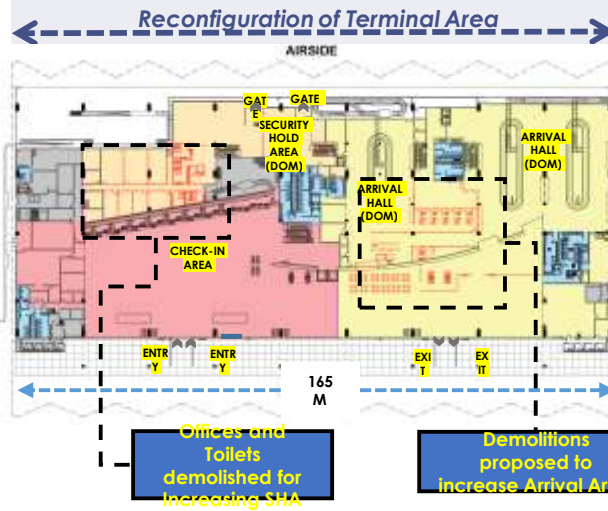 Reconfiguration of Terminal Area
AIRSIDE
GAT
E
GATE
SECURITY
HOLD
AREA
(DOM)
ARRIVAL
HALL
(DOM)
ARRIVAL
HALL
(DOM)
CHECK-IN
AREA
ENTR
Y
ENTR
Y
EXI
T
EX
IT
165
M
Offices and
Toilets
demolished for
Increasing SHA
Demolitions
proposed to
increase Arrival Ar